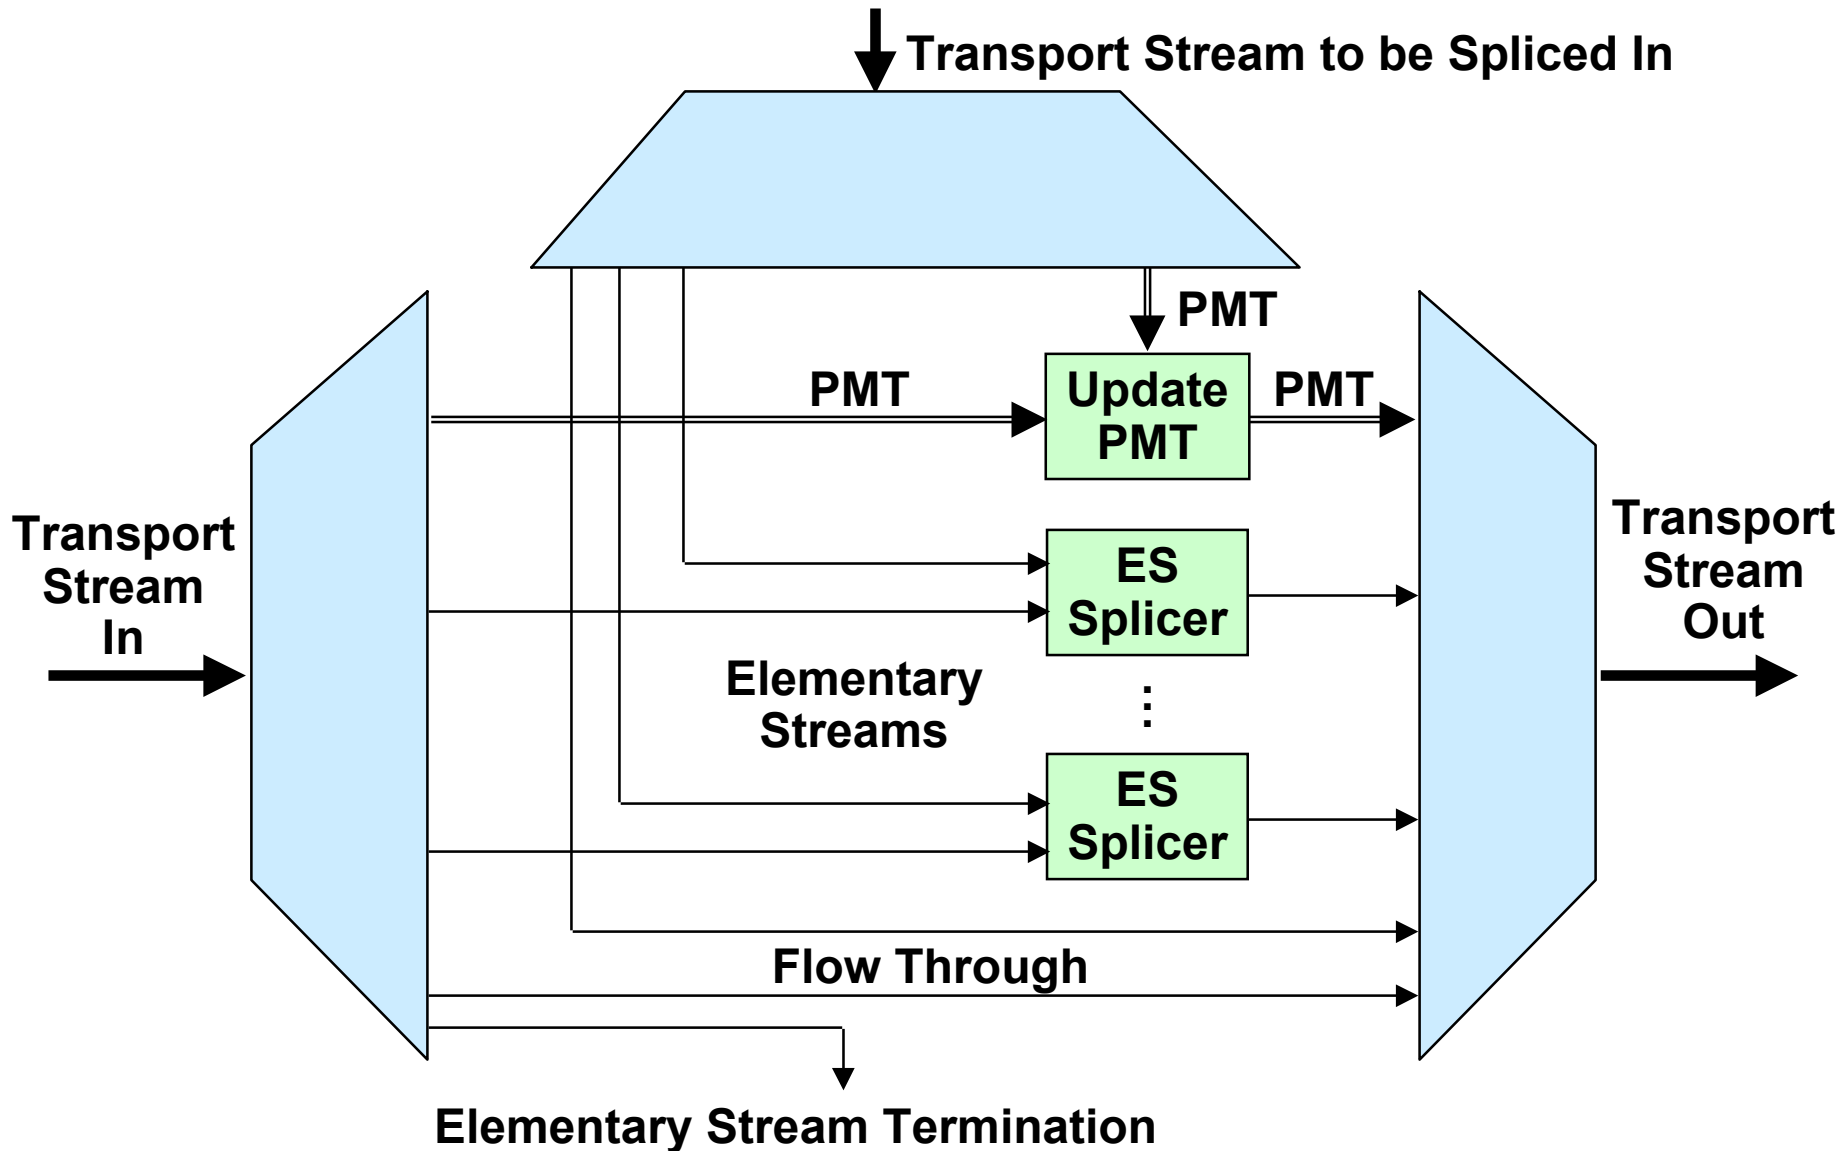 Transport Stream to be Spliced In
PMT
PMT
Update
PMT
PMT
Transport
Stream
In
ES
Splicer
Transport
Stream
Out
Elementary
Streams
⋮
ES
Splicer
Flow Through
Elementary Stream Termination